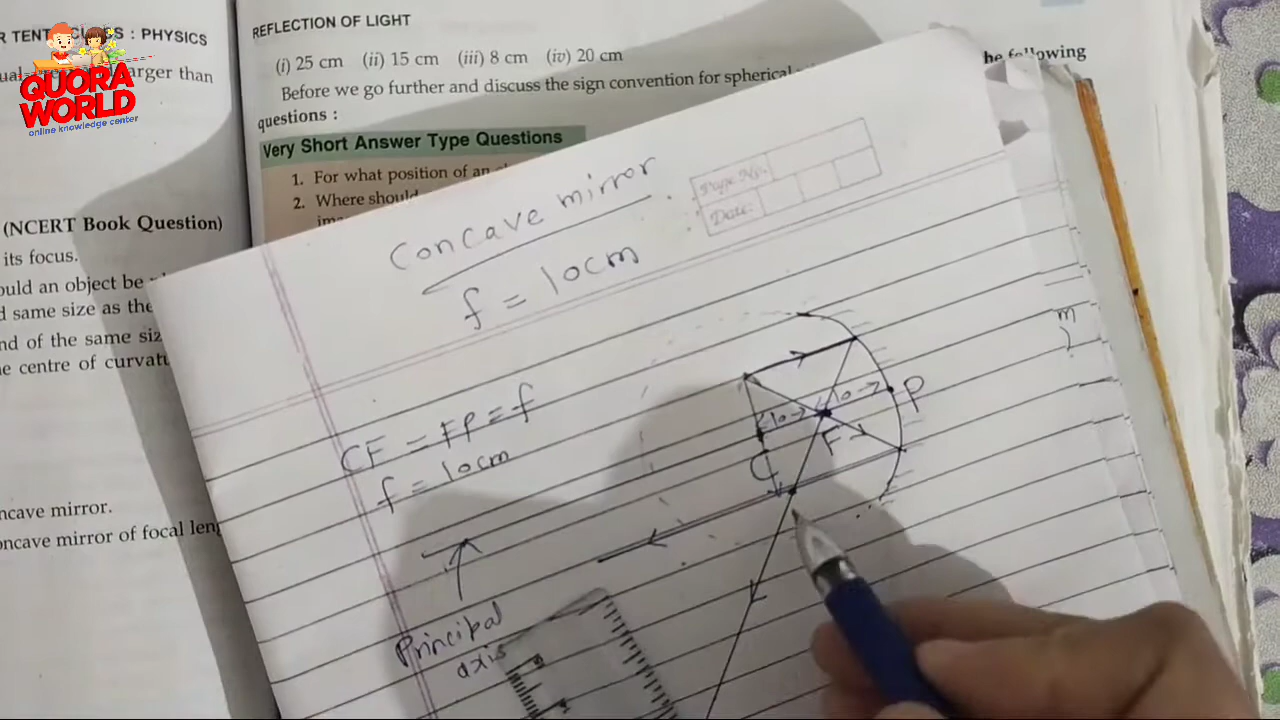 QUORA
WORLD
online knowledge center
TENT : PHYSICS
larger than
(NCERT Book Question)
its focus.
ould an object be
d same size as the
nd of the same siz
e centre of curvatu
ncave mirror.
oncave mirror of focal leng
REFLECTION OF LIGHT
(i) 25 cm (ii) 15 cm (iii) 8 cm (iv) 20 cm
Before we go further and discuss the sign convention for spherical
he following
questions :
Very Short Answer Type Questions
1. For what position of an
2. Where should
Concave mirror
f = 10cm
Page No.
Date:
CF = FP = f
f = 10cm
Principal
axis
10
10
P
F
C
m